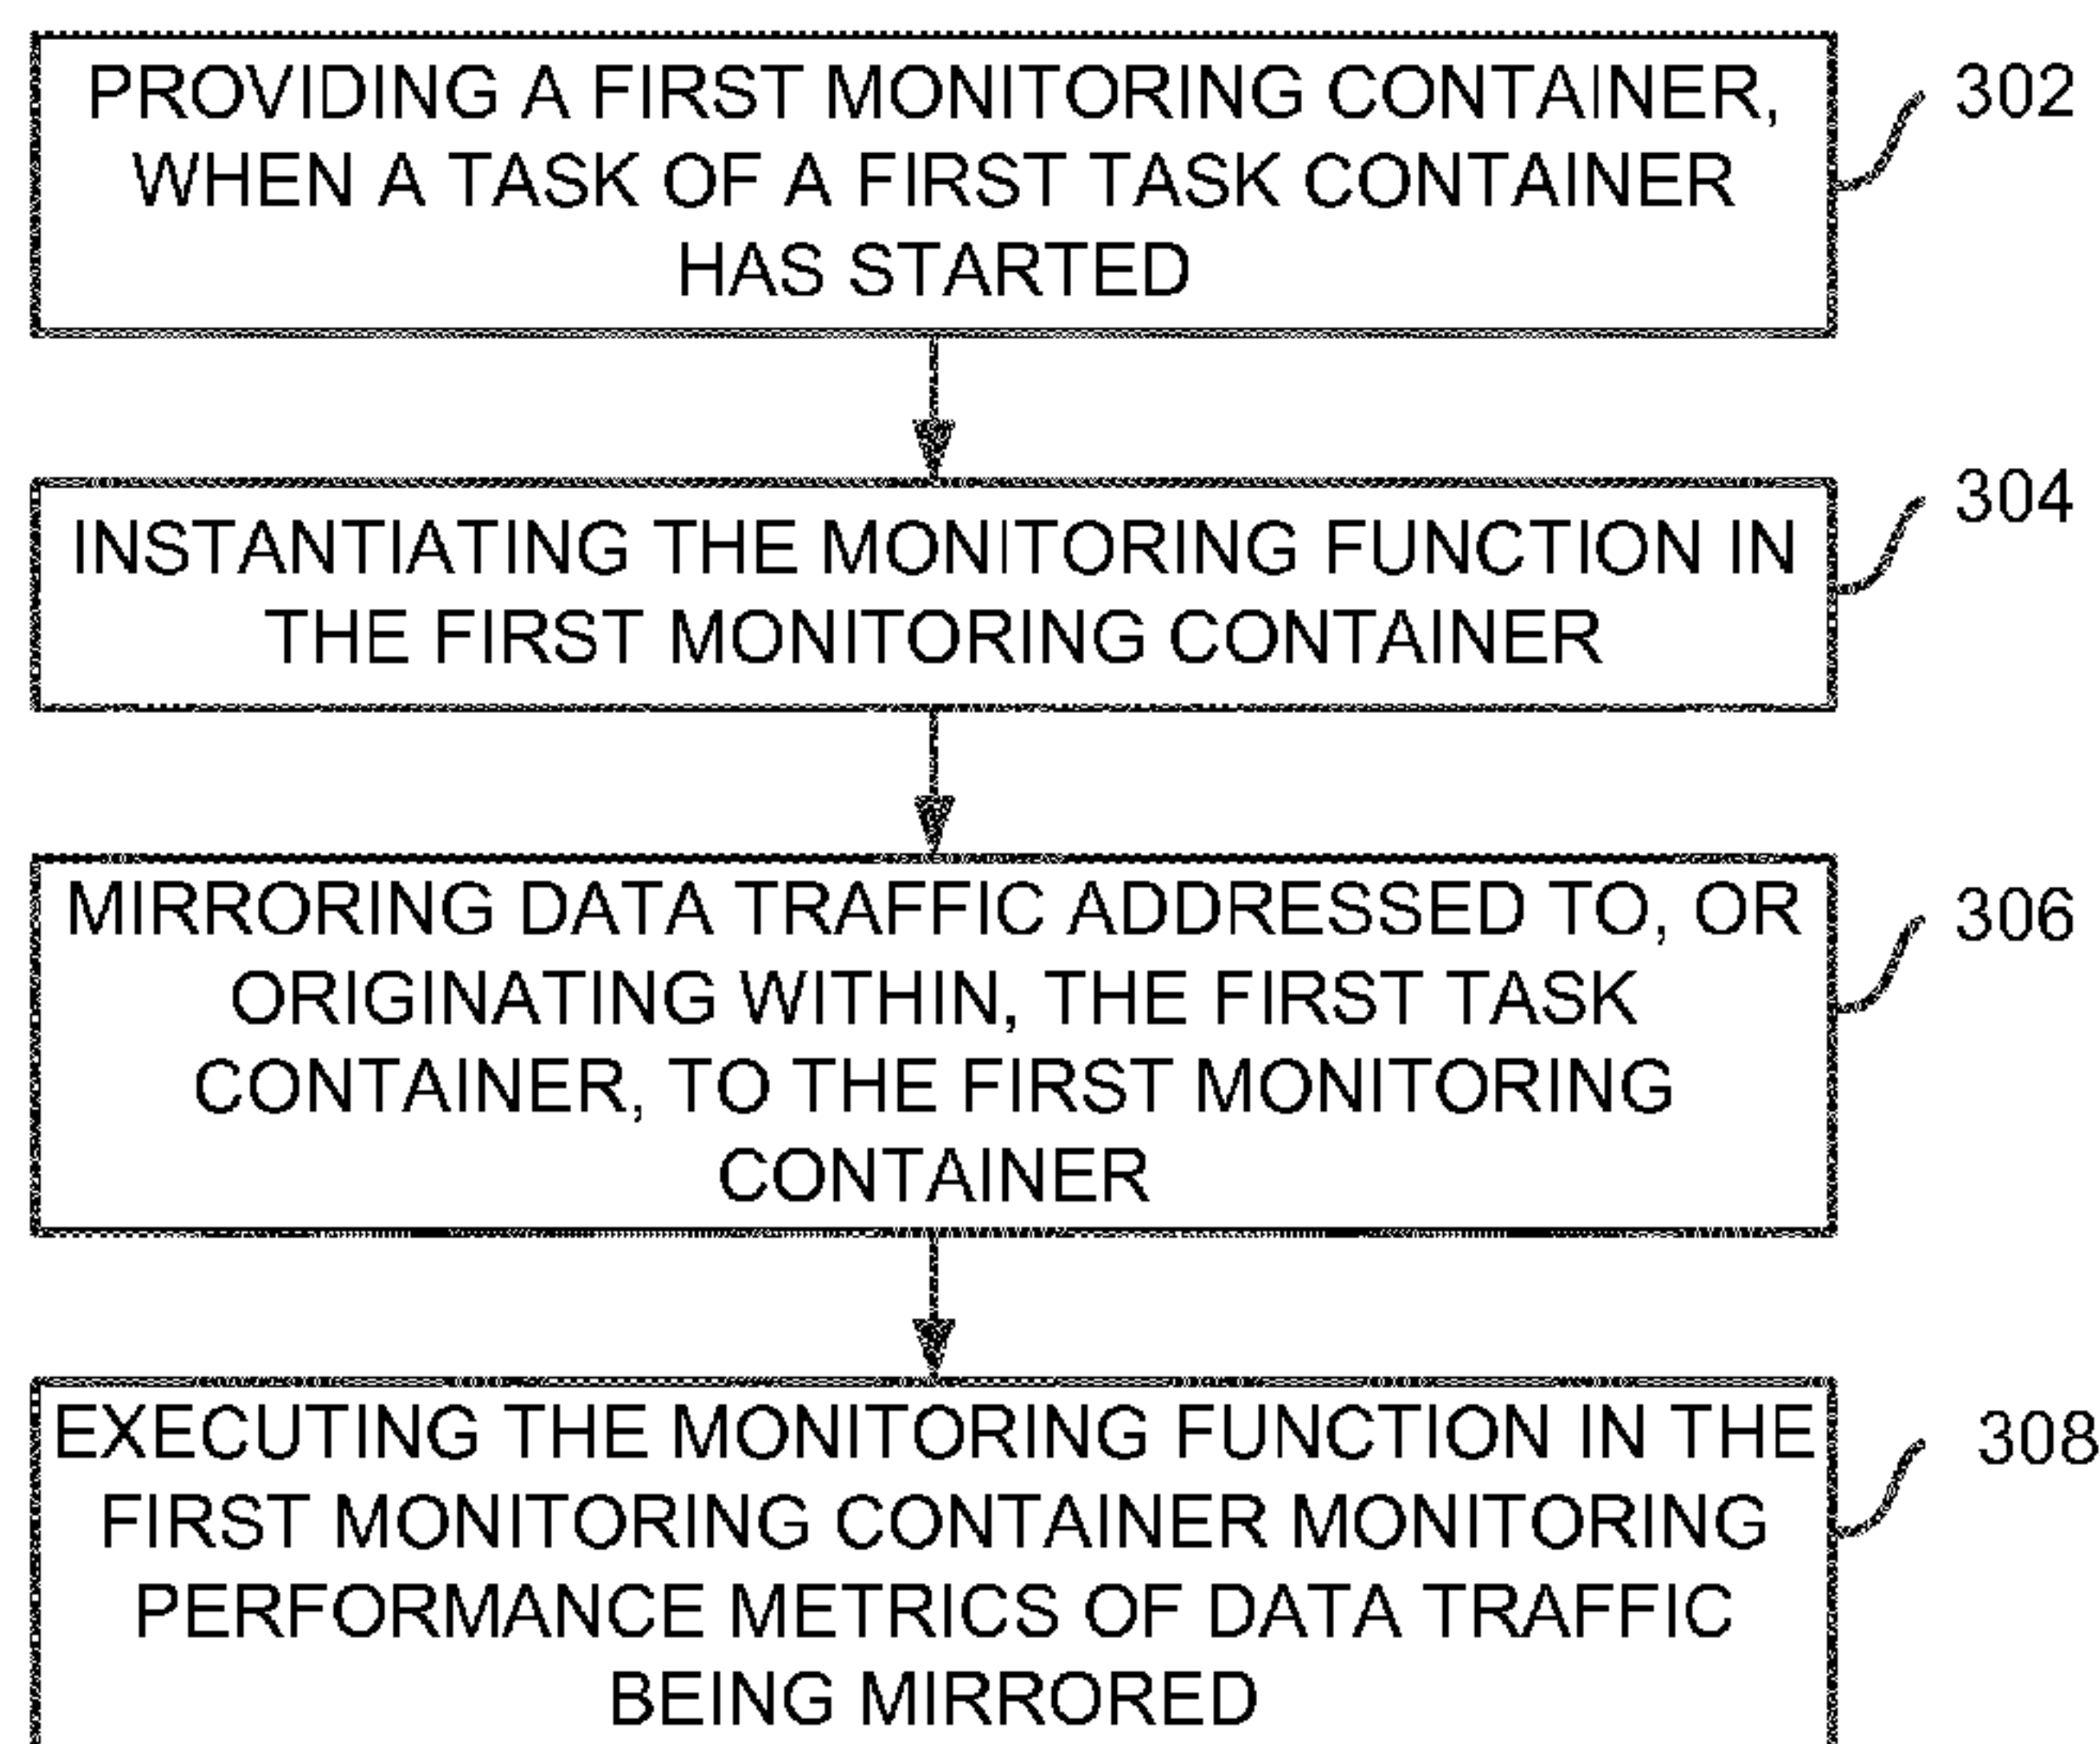 PROVIDING A FIRST MONITORING CONTAINER,
WHEN A TASK OF A FIRST TASK CONTAINER
HAS STARTED
302
INSTANTIATING THE MONITORING FUNCTION IN
THE FIRST MONITORING CONTAINER
304
MIRRORING DATA TRAFFIC ADDRESSED TO, OR
ORIGINATING WITHIN, THE FIRST TASK
CONTAINER, TO THE FIRST MONITORING
CONTAINER
306
EXECUTING THE MONITORING FUNCTION IN THE
FIRST MONITORING CONTAINER MONITORING
PERFORMANCE METRICS OF DATA TRAFFIC
BEING MIRRORED
308